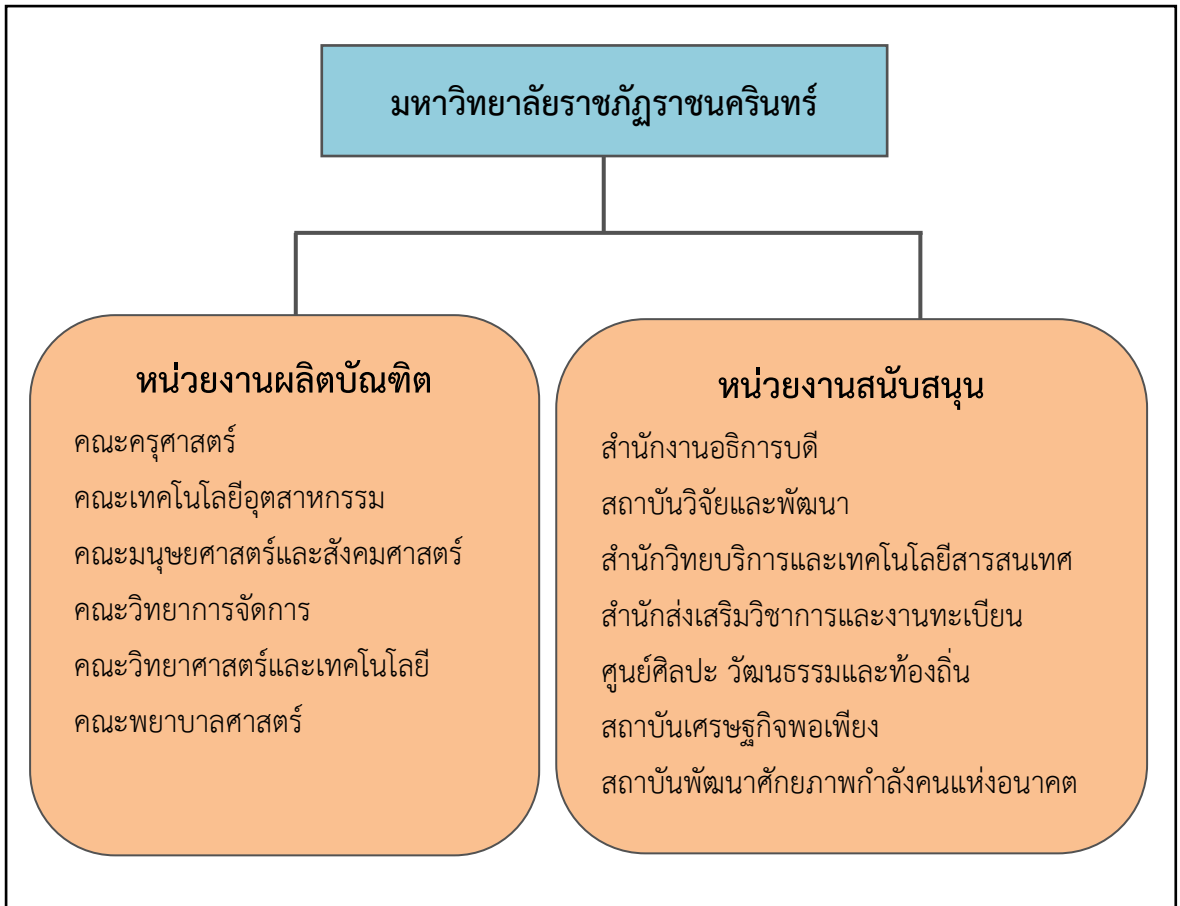 มหาวิทยาลัยราชภัฏราชนครินทร์
หน่วยงานผลิตบัณฑิต
คณะครุศาสตร์
คณะเทคโนโลยีอุตสาหกรรม
คณะมนุษยศาสตร์และสังคมศาสตร์
คณะวิทยาการจัดการ
คณะวิทยาศาสตร์และเทคโนโลยี
คณะพยาบาลศาสตร์
หน่วยงานสนับสนุน
สำนักงานอธิการบดี
สถาบันวิจัยและพัฒนา
สำนักวิทยบริการและเทคโนโลยีสารสนเทศ
สำนักส่งเสริมวิชาการและงานทะเบียน
ศูนย์ศิลปะ วัฒนธรรมและท้องถิ่น
สถาบันเศรษฐกิจพอเพียง
สถาบันพัฒนาศักยภาพกำลังคนแห่งอนาคต